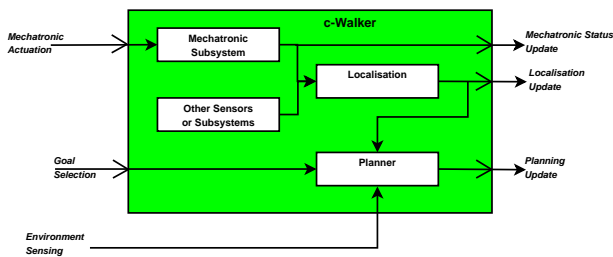 c-Walker
Mechatronic
Actuation
Mechatronic
Subsystem
Mechatronic Status
Update
Localisation
Localisation
Update
Other Sensors
or Subsystems
Goal
Selection
Planner
Planning
Update
Environment
Sensing